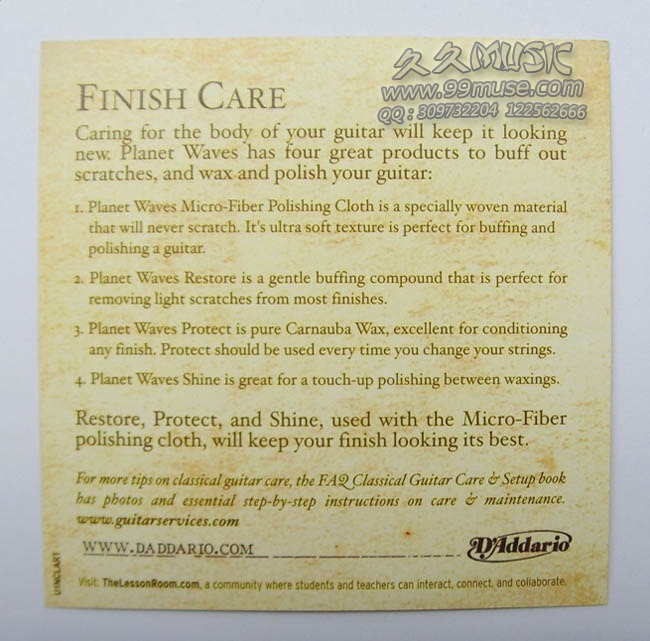 久久MUSIC
www.99muse.com
QQ:309732204 122562666
FINISH CARE
Caring for the body of your guitar will keep it looking
new. Planet Waves has four great products to buff out
scratches, and wax and polish your guitar:
1. Planet Waves Micro-Fiber Polishing Cloth is a specially woven material
that will never scratch. It's ultra soft texture is perfect for buffing and
polishing a guitar.
2. Planet Waves Restore is a gentle buffing compound that is perfect for
removing light scratches from most finishes.
3. Planet Waves Protect is pure Carnauba Wax, excellent for conditioning
any finish. Protect should be used every time you change your strings.
4. Planet Waves Shine is great for a touch-up polishing between waxings.
Restore, Protect, and Shine, used with the Micro-Fiber
polishing cloth, will keep your finish looking its best.
For more tips on classical guitar care, the FAQ Classical Guitar Care & Setup book
has photos and essential step-by-step instructions on care & maintenance.
www.guitarservices.com
WWW.DADDARIO.COM
D'Addario
Visit: TheLessonRoom.com, a community where students and teachers can interact, connect, and collaborate.